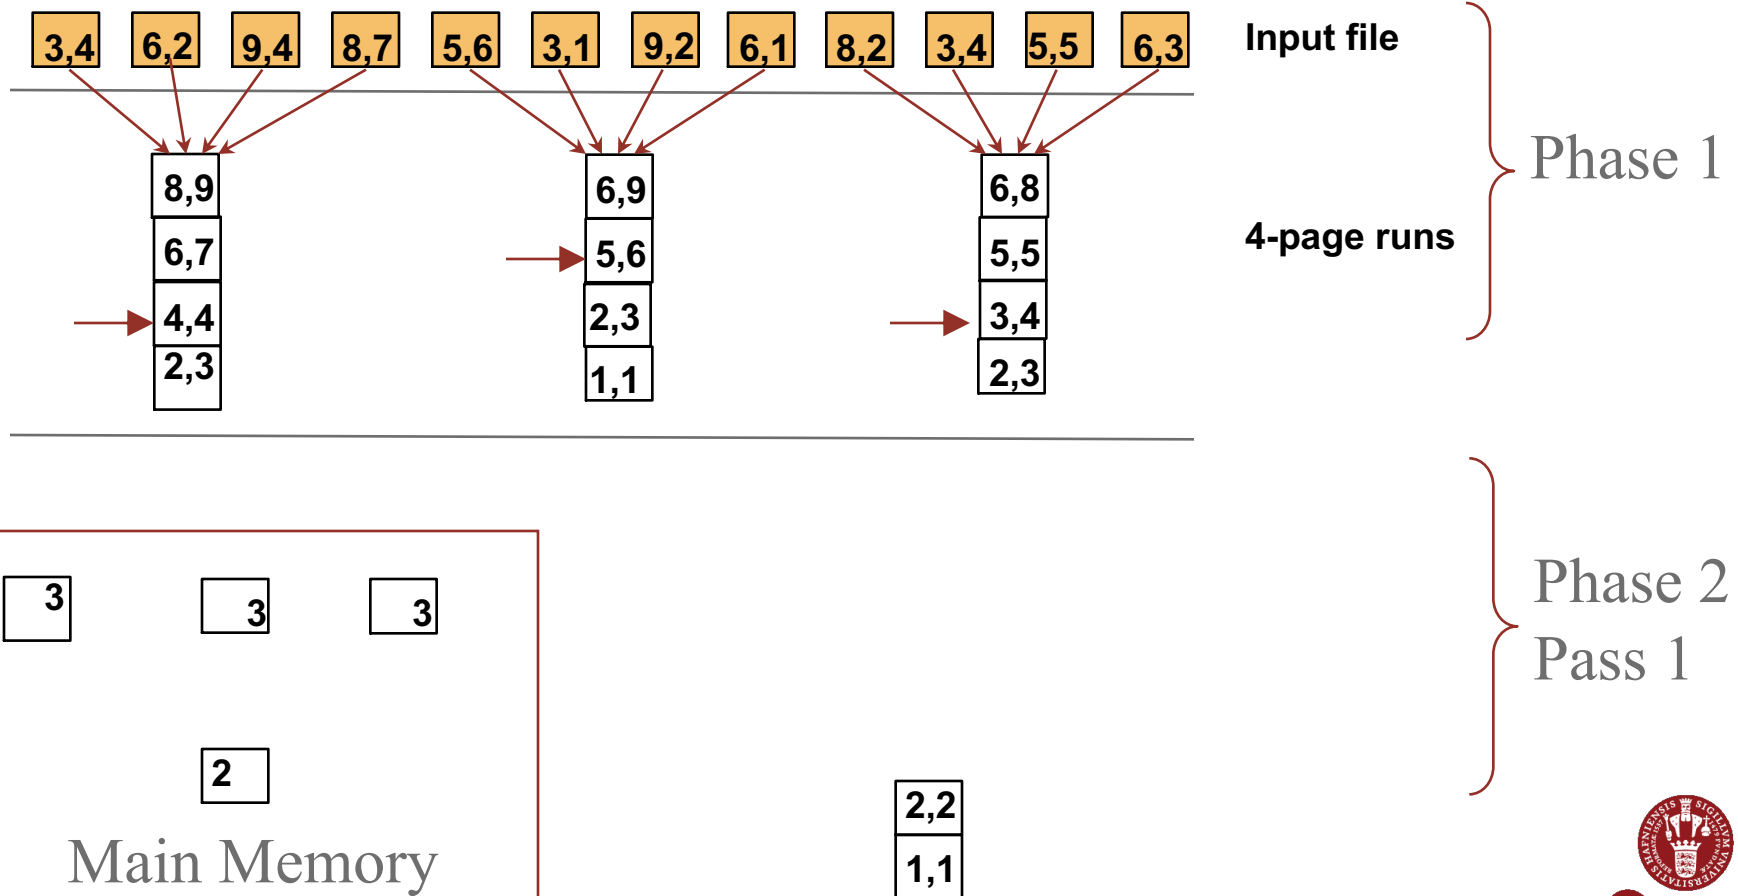 3,4 6,2 9,4 8,7 5,6 3,1 9,2 6,1 8,2 3,4 5,5 6,3
Input file
Phase 1
8,9 6,9 6,8
6,7 5,6 5,5
4-page runs
4,4 2,3 3,4
2,3 1,1 2,3
Phase 2
Pass 1
3 3 3
2
2,2
1,1
Main Memory